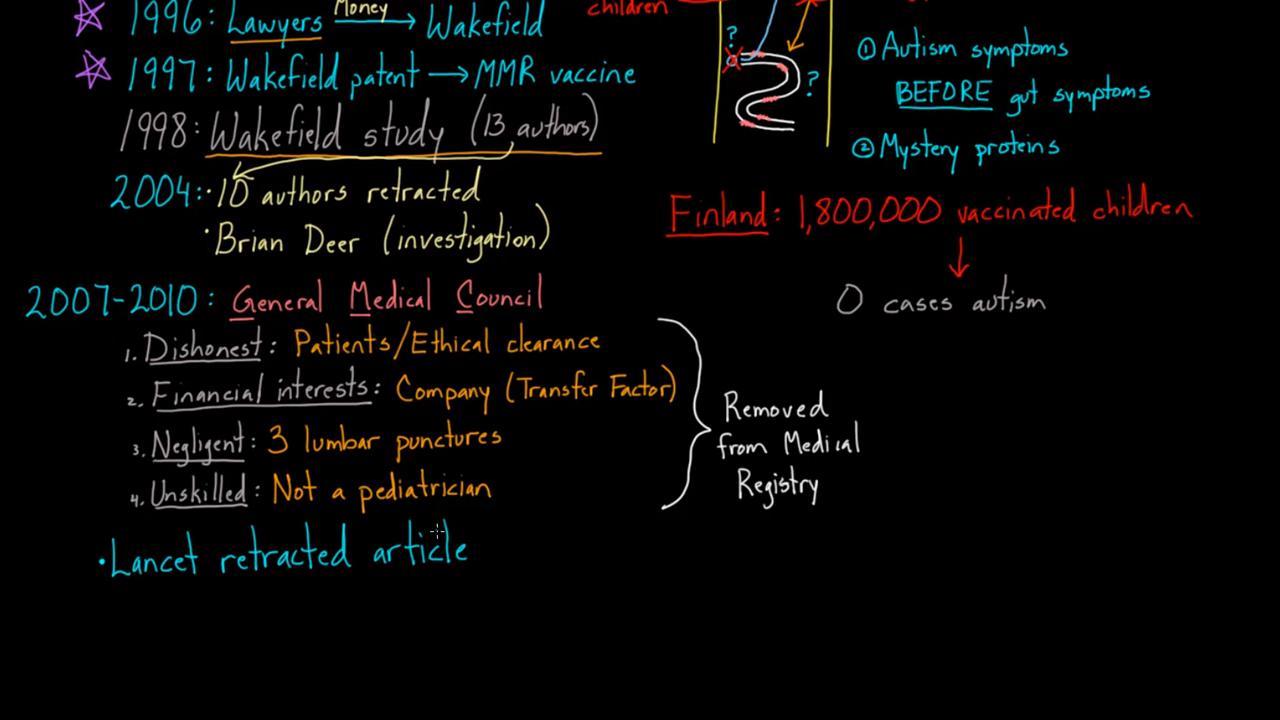 1996: Lawyers Money Wakefield
1997: Wakefield patent → MMR vaccine
1998: Wakefield study (13 authors)
2004: · 10 authors retracted
· Brian Deer (investigation)
2007-2010: General Medical Council
1. Dishonest: Patients/Ethical clearance
2. Financial interests: Company (Transfer Factor)
3. Negligent: 3 lumbar punctures
4. Unskilled: Not a pediatrician
Removed
from Medical
Registry
· Lancet retracted article
children
?
?
① Autism symptoms
BEFORE gut symptoms
② Mystery proteins
Finland: 1,800,000 vaccinated children
0 cases autism